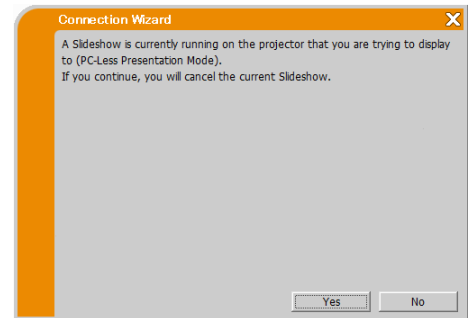 Connection Wizard
A Slideshow is currently running on the projector that you are trying to display
to (PC-Less Presentation Mode).
If you continue, you will cancel the current Slideshow.
Yes No